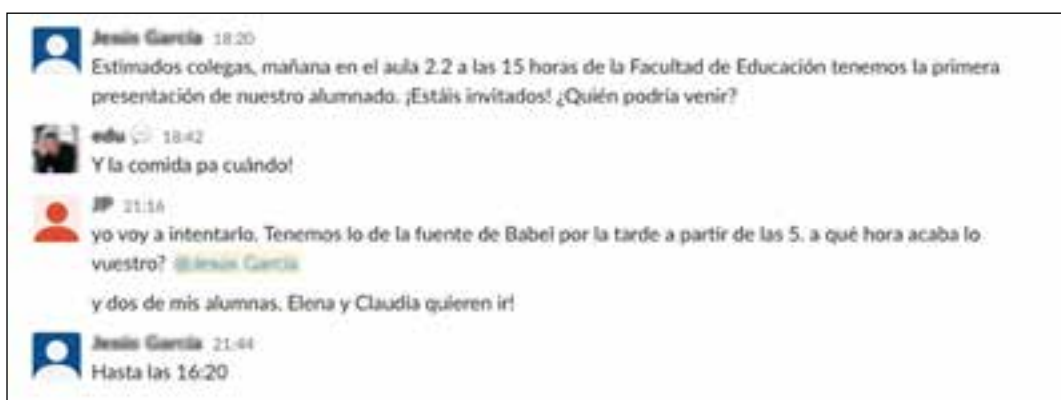 Jesús García 18:20
Estimados colegas, mañana en el aula 2.2 a las 15 horas de la Facultad de Educación tenemos la primera
presentación de nuestro alumnado. ¡Estáis invitados! ¿Quién podría venir?
edu 18:42
Y la comida pa cuándo!
JP 21:16
yo voy a intentarlo. Tenemos lo de la fuente de Babel por la tarde a partir de las 5. a qué hora acaba lo
vuestro? @Jesús García
y dos de mis alumnas. Elena y Claudia quieren ir!
Jesús García 21:44
Hasta las 16:20